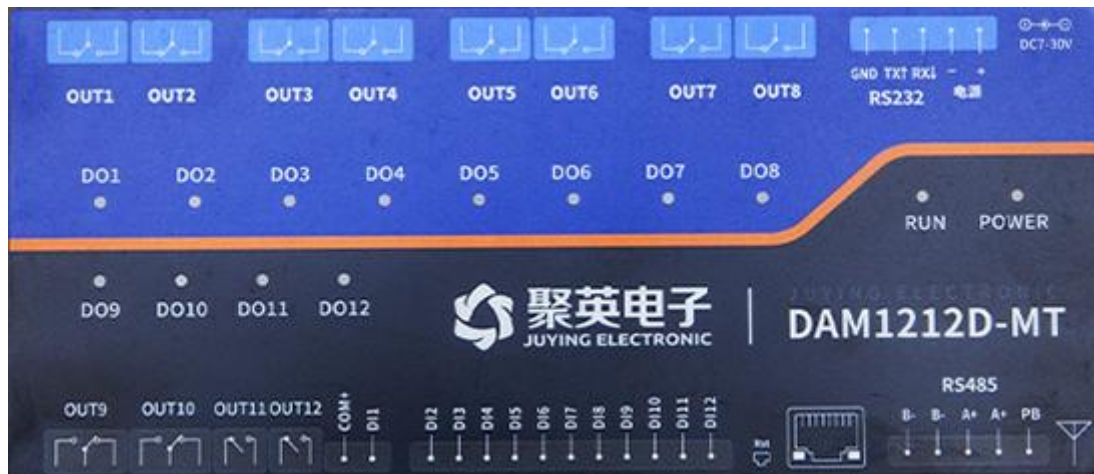 OUT1 OUT2 OUT3 OUT4 OUT5 OUT6 OUT7 OUT8
DC7-30V
GND TX↑ RX↓ - +
RS232 电源
DO1 DO2 DO3 DO4 DO5 DO6 DO7 DO8
RUN POWER
DO9 DO10 DO11 DO12
聚英电子
JUYING ELECTRONIC
JUYING ELECTRONIC
DAM1212D-MT
RS485
OUT9 OUT10 OUT11 OUT12
COM+ DI1 DI2 DI3 DI4 DI5 DI6 DI7 DI8 DI9 DI10 DI11 DI12
B- B- A+ A+ PB